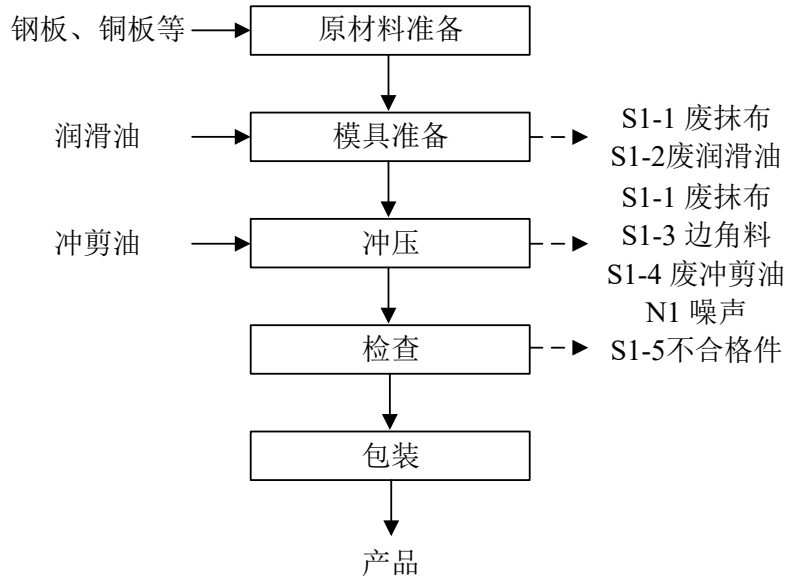 钢板、铜板等
原材料准备
润滑油
模具准备
S1-1 废抹布
S1-2废润滑油
冲剪油
冲压
S1-1 废抹布
S1-3 边角料
S1-4 废冲剪油
N1 噪声
检查
S1-5不合格件
包装
产品